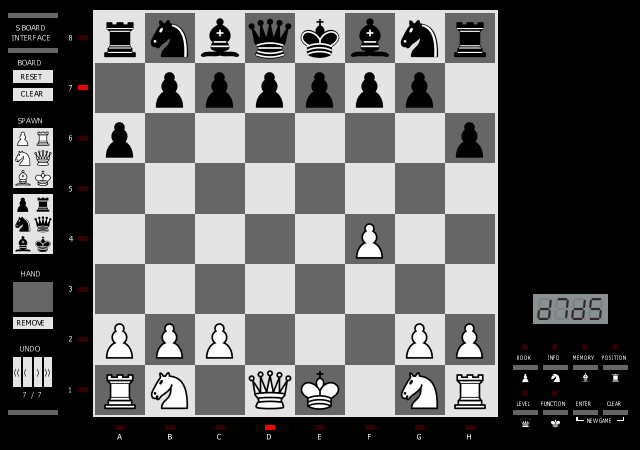 S BOARD
INTERFACE
BOARD
RESET
CLEAR
SPAWN
HAND
REMOVE
UNDO
7 / 7
8
7
6
5
4
3
2
1
A B C D E F G H
d7d5
BOOK INFO MEMORY POSITION
LEVEL FUNCTION ENTER CLEAR
NEW GAME